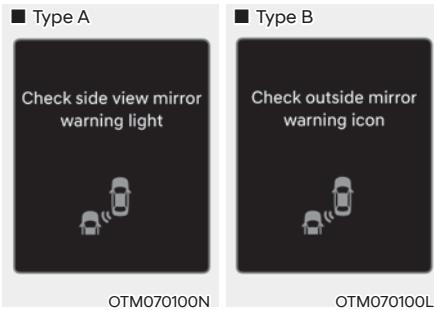 ■ Type A
Check side view mirror
warning light
OTM070100N
■ Type B
Check outside mirror
warning icon
OTM070100L